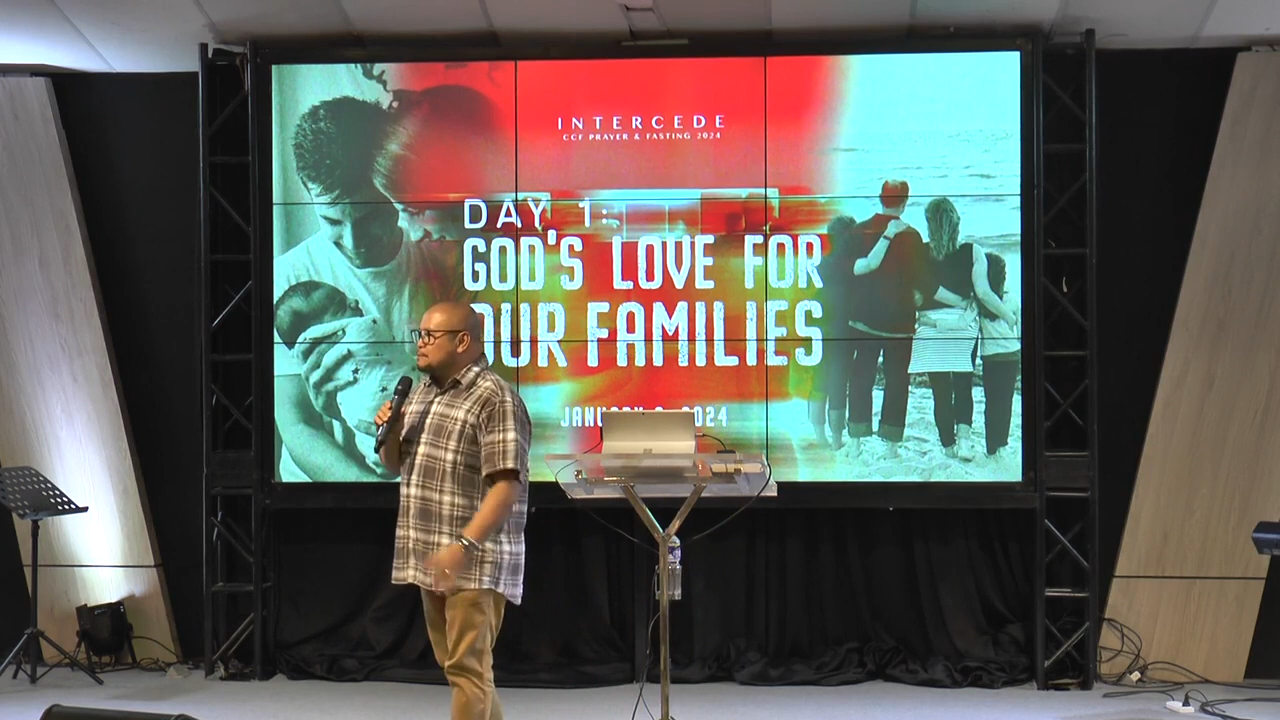 INTERCEDE
CCF PRAYER & FASTING 2024
DAY 1:
GOD'S LOVE FOR
OUR FAMILIES
2024